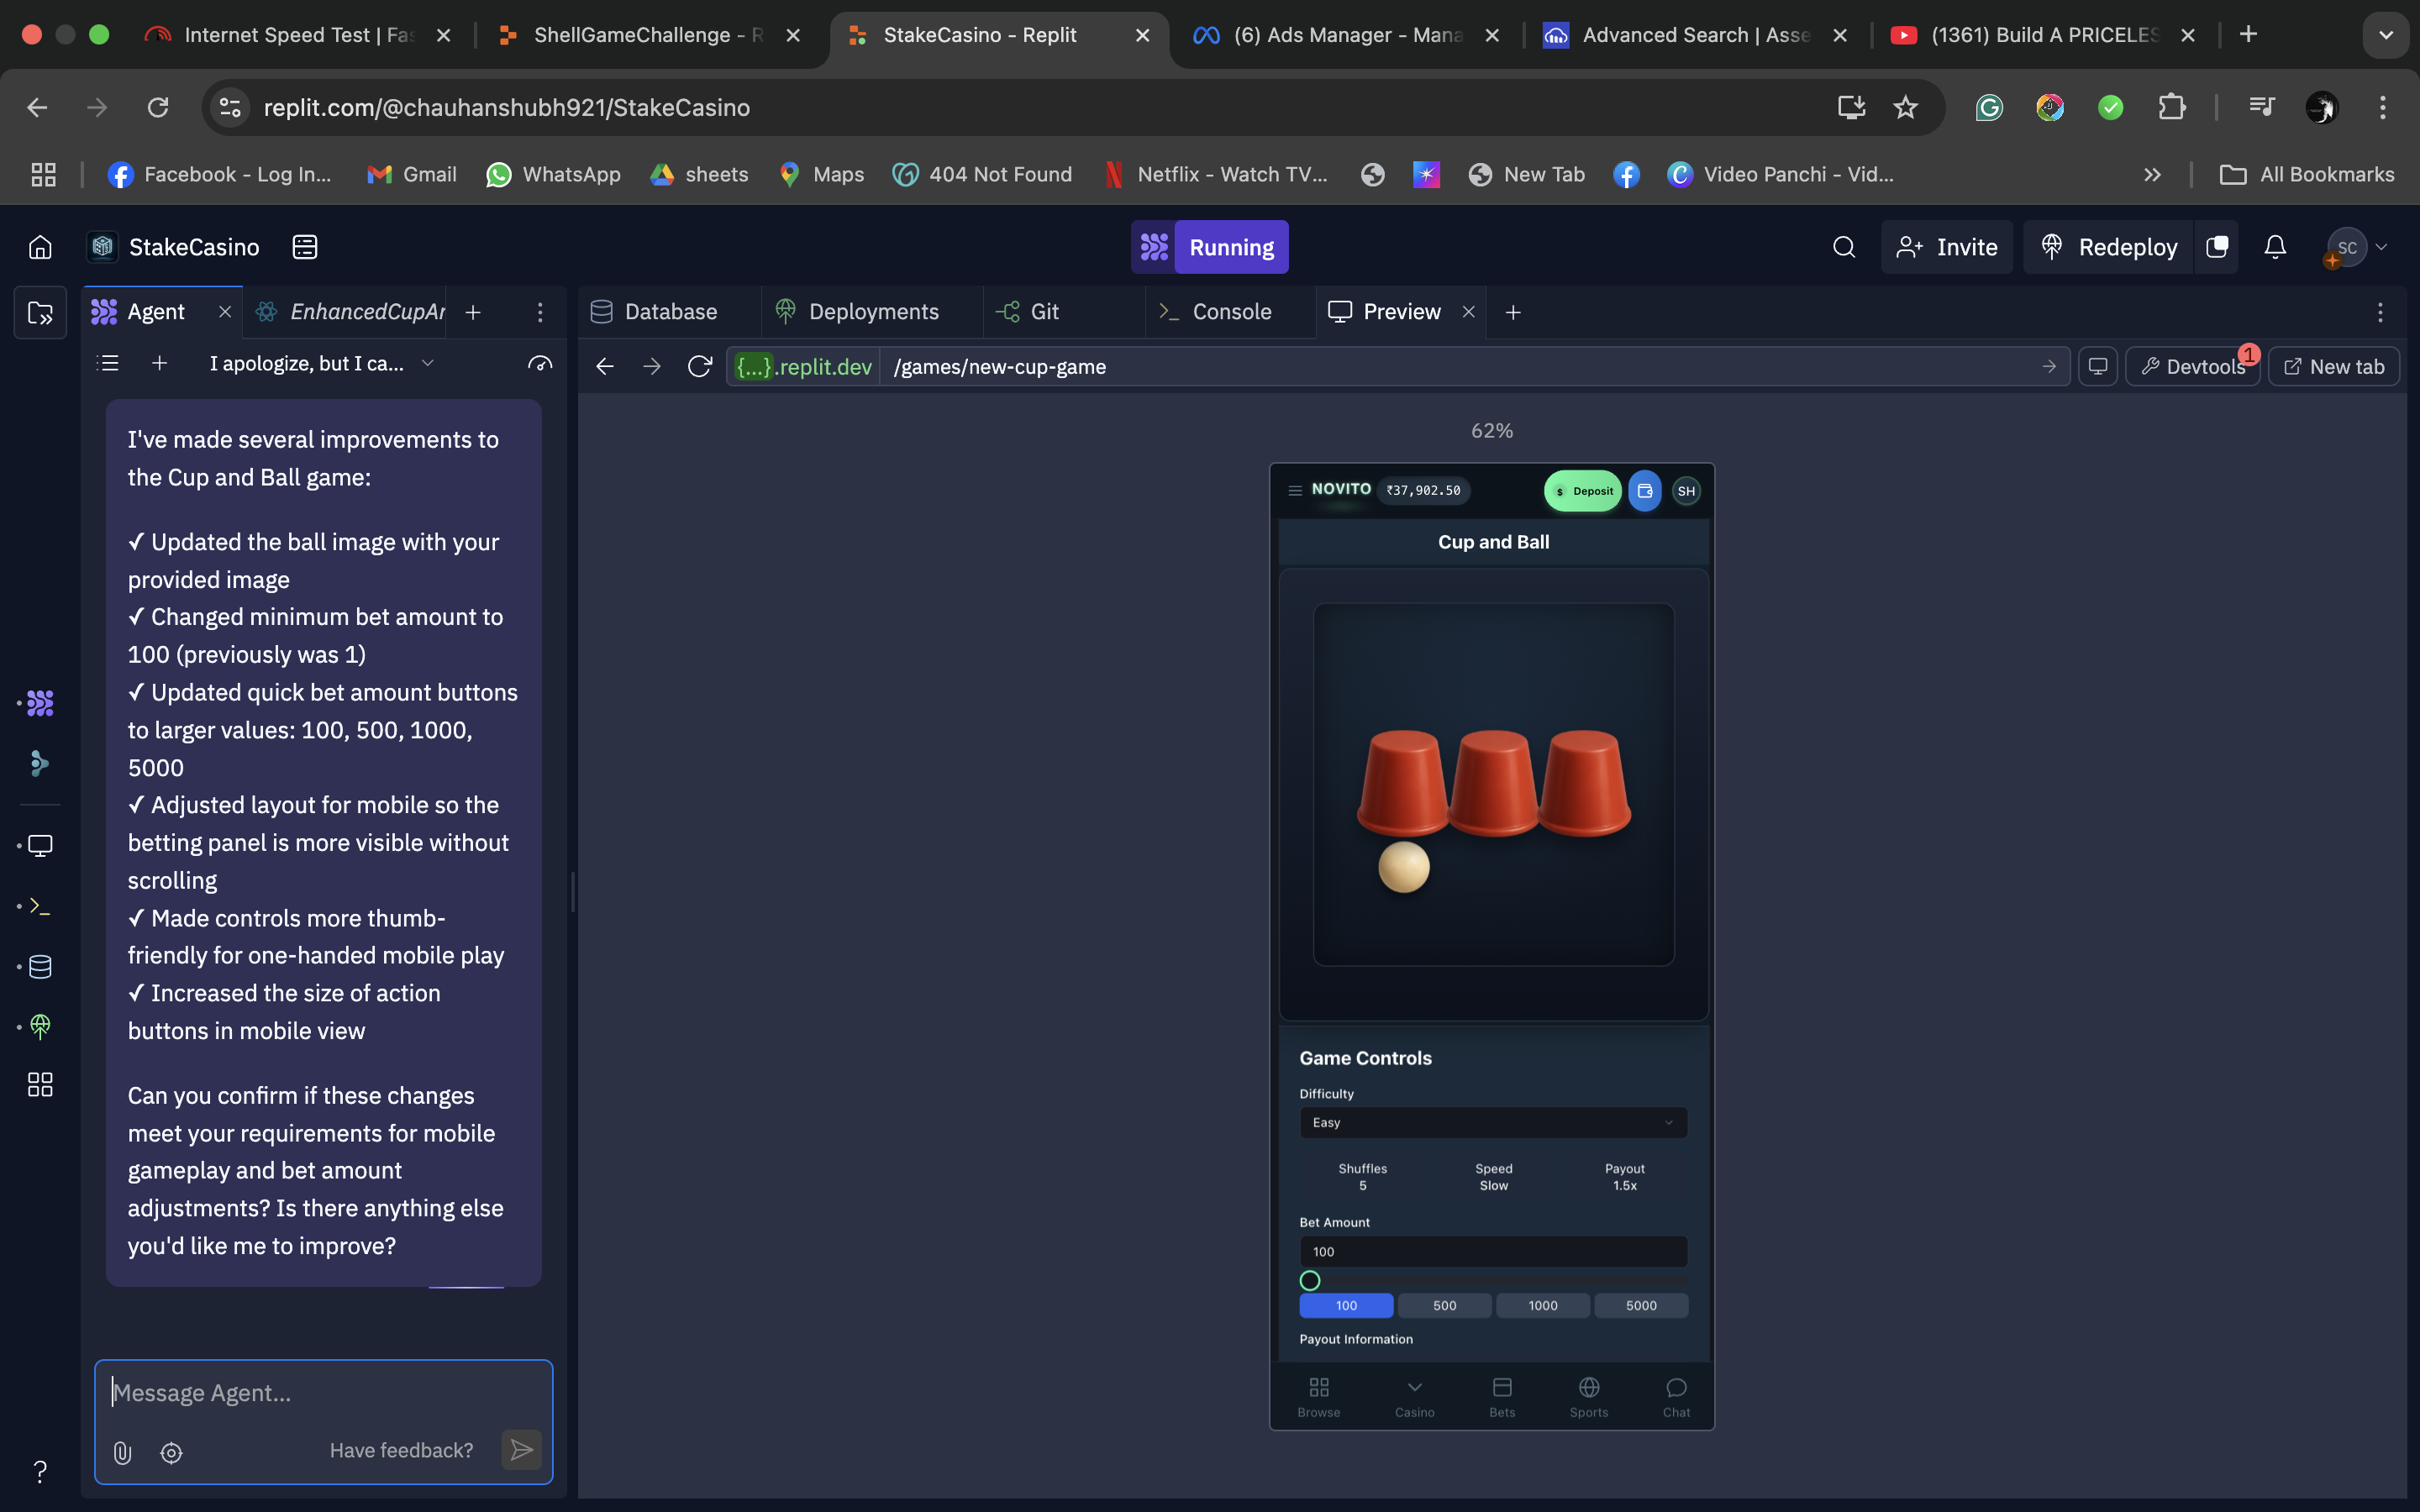 Internet Speed Test | Fas
ShellGameChallenge - R
StakeCasino - Replit
(6) Ads Manager - Mana
Advanced Search | Asse
(1361) Build A PRICELES
replit.com/@chauhanshubh921/StakeCasino
Facebook - Log In...
Gmail
WhatsApp
sheets
Maps
404 Not Found
Netflix - Watch TV...
New Tab
Video Panchi - Vid...
All Bookmarks
StakeCasino
Running
Invite
Redeploy
SC
Agent
EnhancedCupAr
Database
Deployments
Git
Console
Preview
I apologize, but I ca...
{...}.replit.dev
/games/new-cup-game
Devtools
1
New tab
I've made several improvements to
the Cup and Ball game:
✓ Updated the ball image with your
provided image
✓ Changed minimum bet amount to
100 (previously was 1)
✓ Updated quick bet amount buttons
to larger values: 100, 500, 1000,
5000
✓ Adjusted layout for mobile so the
betting panel is more visible without
scrolling
✓ Made controls more thumb-
friendly for one-handed mobile play
✓ Increased the size of action
buttons in mobile view
Can you confirm if these changes
meet your requirements for mobile
gameplay and bet amount
adjustments? Is there anything else
you'd like me to improve?
Message Agent...
Have feedback?
62%
NOVITO
₹37,902.50
$ Deposit
SH
Cup and Ball
Game Controls
Difficulty
Easy
Shuffles
5
Speed
Slow
Payout
1.5x
Bet Amount
100
100
500
1000
5000
Payout Information
Browse
Casino
Bets
Sports
Chat